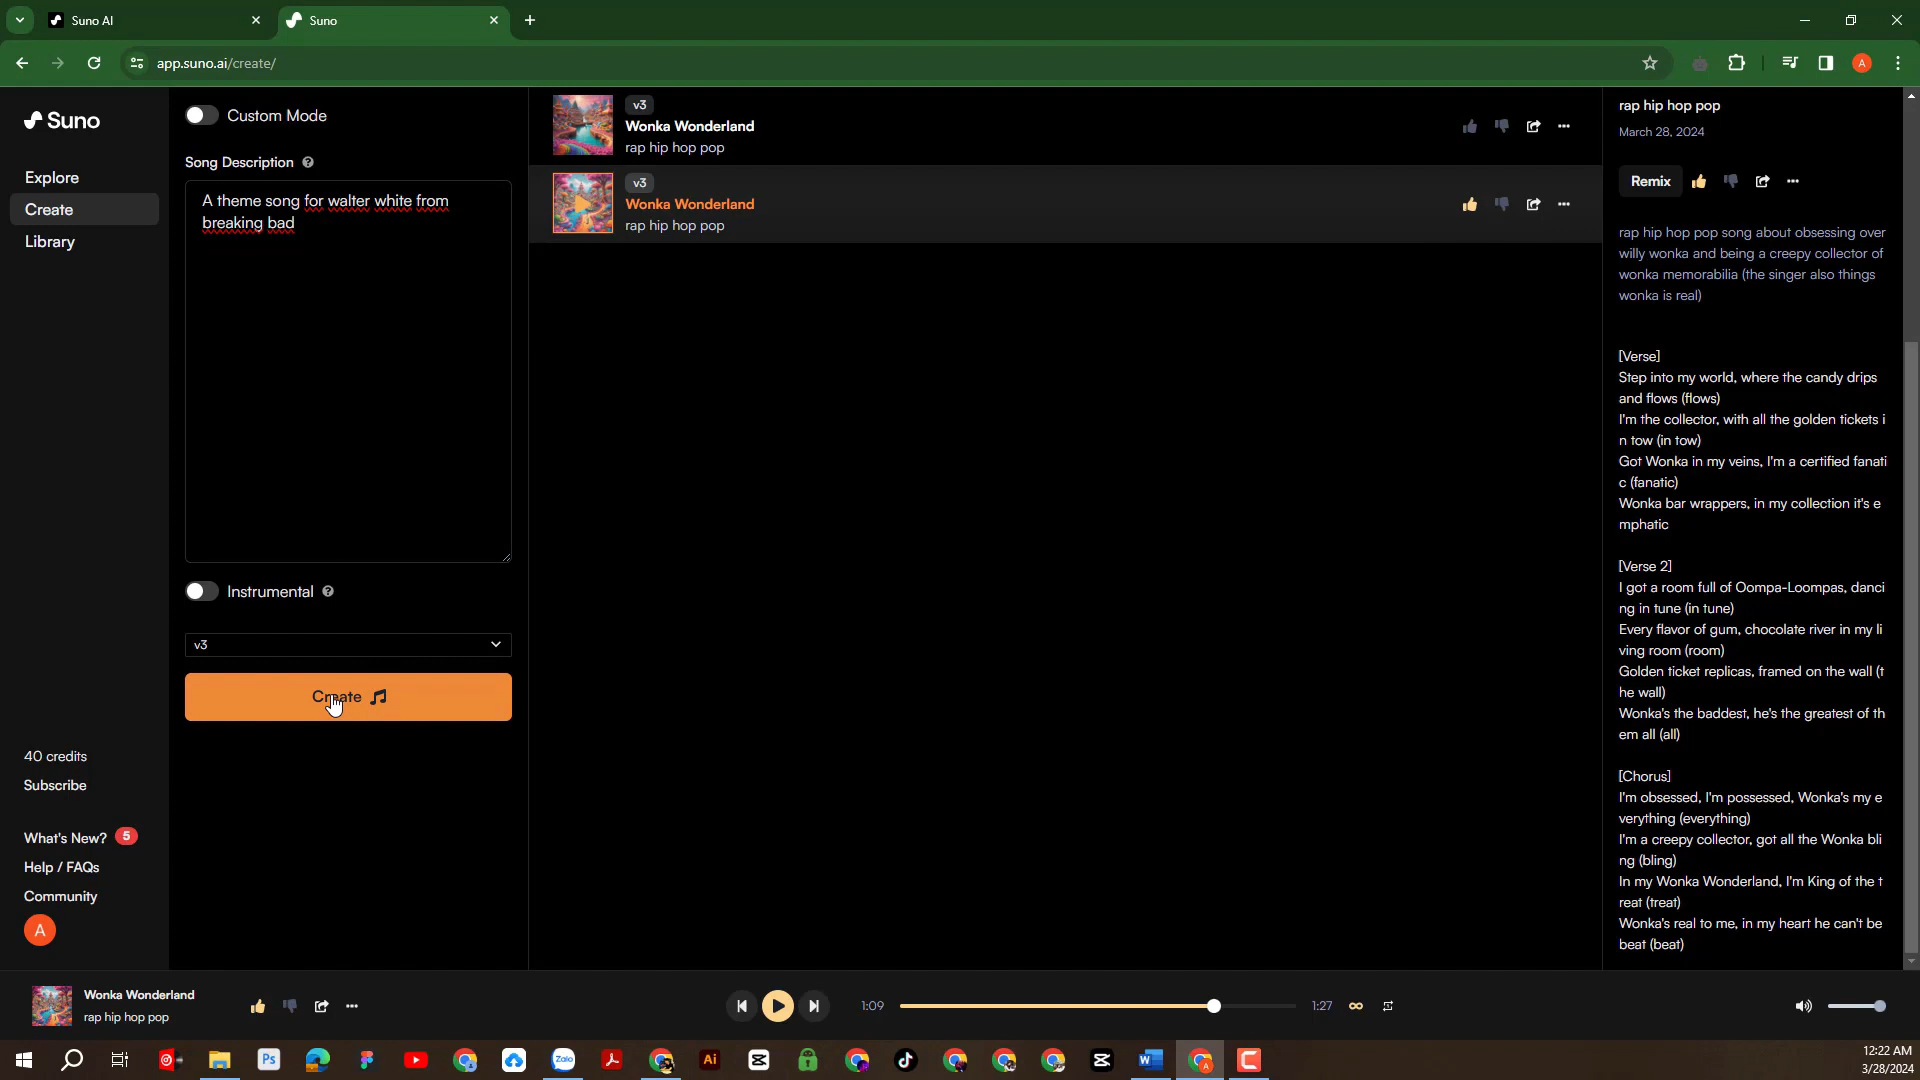 Suno AI
Suno
app.suno.ai/create/
A
Suno
Explore
Create
Library
40 credits
Subscribe
What's New? 5
Help / FAQs
Community
A
Custom Mode
Song Description ?
A theme song for walter white from
breaking bad
Instrumental ?
v3
Create
v3
Wonka Wonderland
rap hip hop pop
v3
Wonka Wonderland
rap hip hop pop
rap hip hop pop
March 28, 2024
Remix
rap hip hop pop song about obsessing over
willy wonka and being a creepy collector of
wonka memorabilia (the singer also things
wonka is real)
[Verse]
Step into my world, where the candy drips
and flows (flows)
I'm the collector, with all the golden tickets i
n tow (in tow)
Got Wonka in my veins, I'm a certified fanati
c (fanatic)
Wonka bar wrappers, in my collection it's e
mphatic
[Verse 2]
I got a room full of Oompa-Loompas, danci
ng in tune (in tune)
Every flavor of gum, chocolate river in my li
ving room (room)
Golden ticket replicas, framed on the wall (t
he wall)
Wonka's the baddest, he's the greatest of th
em all (all)
[Chorus]
I'm obsessed, I'm possessed, Wonka's my e
verything (everything)
I'm a creepy collector, got all the Wonka bli
ng (bling)
In my Wonka Wonderland, I'm King of the t
reat (treat)
Wonka's real to me, in my heart he can't be
beat (beat)
Wonka Wonderland
rap hip hop pop
1:09
1:27
Ps
Zalo
Ai
W
A
C
12:22 AM
3/28/2024